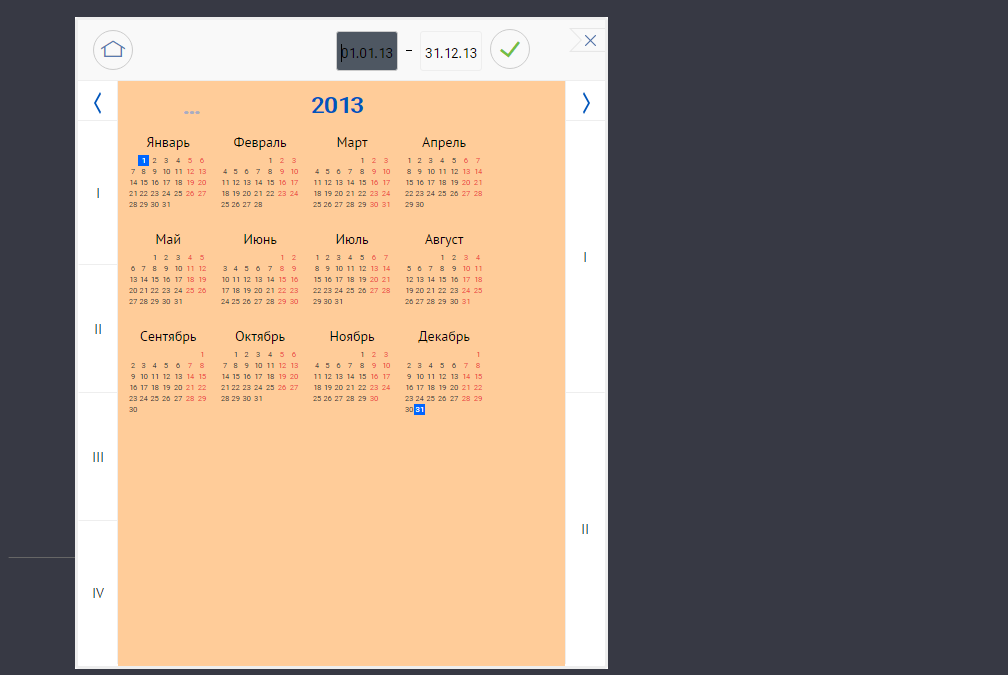 01.01.13 – 31.12.13
2013
Январь Февраль Март Апрель
1 2 3 4 5 6 1 2 3 1 2 3 1 2 3 4 5 6 7
7 8 9 10 11 12 13 4 5 6 7 8 9 10 4 5 6 7 8 9 10 8 9 10 11 12 13 14
14 15 16 17 18 19 20 11 12 13 14 15 16 17 11 12 13 14 15 16 17 15 16 17 18 19 20 21
21 22 23 24 25 26 27 18 19 20 21 22 23 24 18 19 20 21 22 23 24 22 23 24 25 26 27 28
28 29 30 31 25 26 27 28 25 26 27 28 29 30 31 29 30
I
Май Июнь Июль Август
1 2 3 4 5 1 2 1 2 3 4 5 6 7 1 2 3 4
6 7 8 9 10 11 12 3 4 5 6 7 8 9 8 9 10 11 12 13 14 5 6 7 8 9 10 11
13 14 15 16 17 18 19 10 11 12 13 14 15 16 15 16 17 18 19 20 21 12 13 14 15 16 17 18
20 21 22 23 24 25 26 17 18 19 20 21 22 23 22 23 24 25 26 27 28 19 20 21 22 23 24 25
27 28 29 30 31 24 25 26 27 28 29 30 29 30 31 26 27 28 29 30 31
I
II
Сентябрь Октябрь Ноябрь Декабрь
1 1 2 3 4 5 6 1 2 3 1
2 3 4 5 6 7 8 7 8 9 10 11 12 13 4 5 6 7 8 9 10 2 3 4 5 6 7 8
9 10 11 12 13 14 15 14 15 16 17 18 19 20 11 12 13 14 15 16 17 9 10 11 12 13 14 15
16 17 18 19 20 21 22 21 22 23 24 25 26 27 18 19 20 21 22 23 24 16 17 18 19 20 21 22
23 24 25 26 27 28 29 28 29 30 31 25 26 27 28 29 30 23 24 25 26 27 28 29
30 30 31
III
II
IV